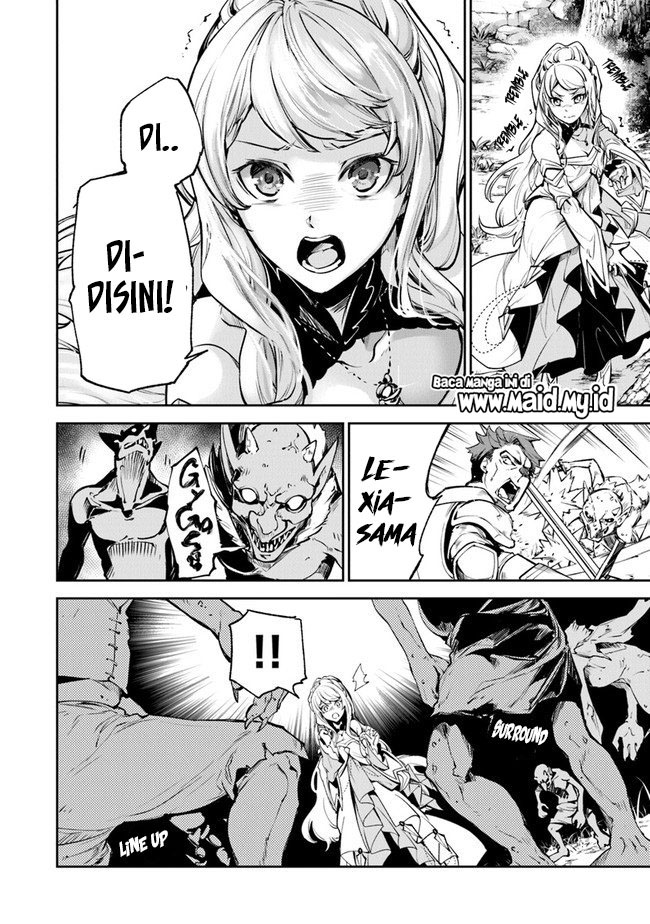 TREMBLE
TREMBLE
TREMBLE
TREMBLE
DI..
DI-
DISINI!
Baca manga ini di
www.Maid.My.id
LE-
XIA-
SAMA
!!
SURROUND
LINE UP